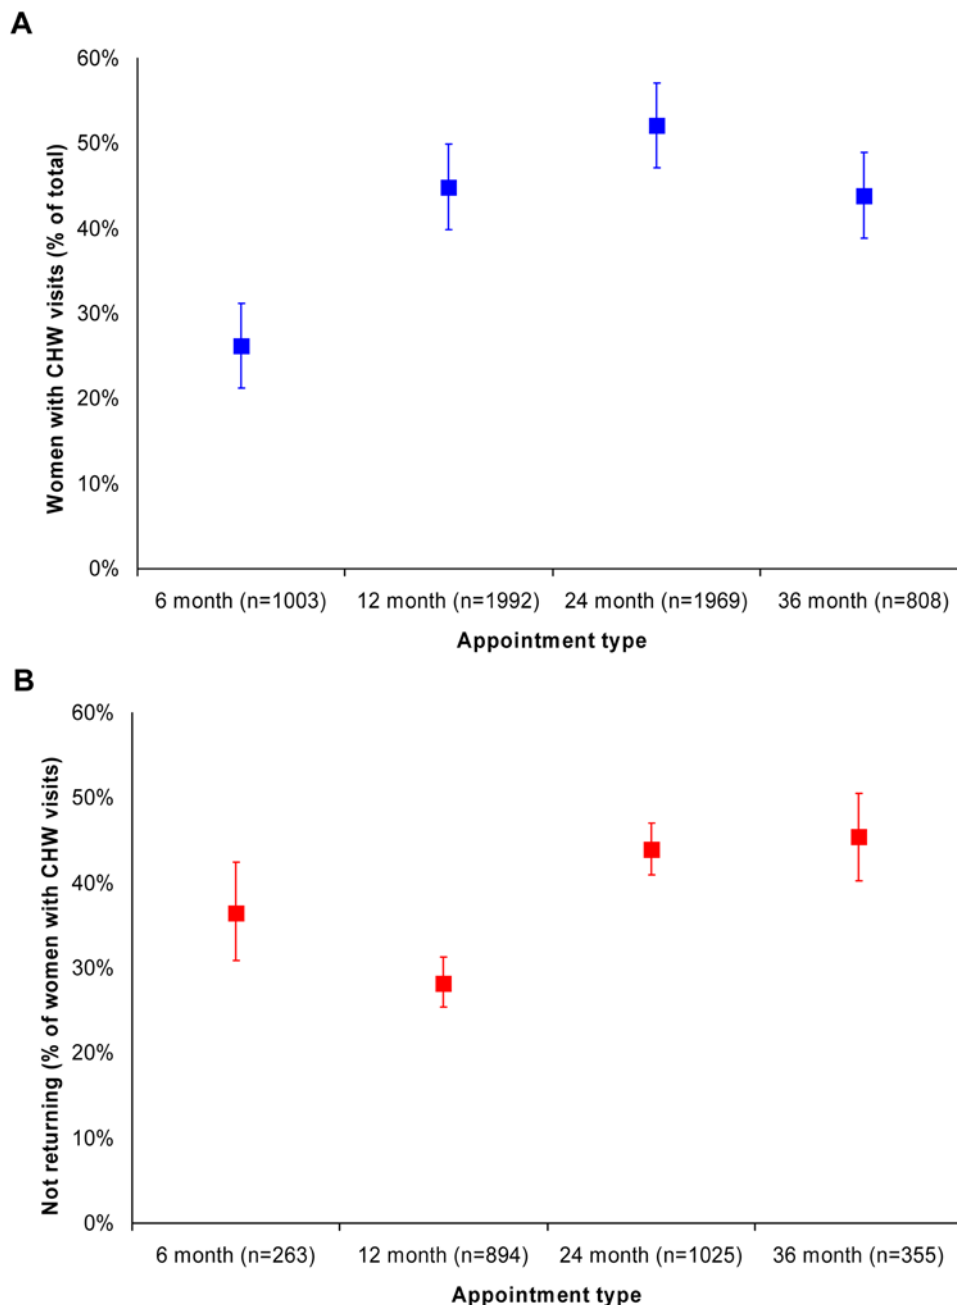 A
Women with CHW visits (% of total)
60%
50%
40%
30%
20%
10%
0%
6 month (n=1003) 12 month (n=1992) 24 month (n=1969) 36 month (n=808)
Appointment type
B
Not returning (% of women with CHW visits)
60%
50%
40%
30%
20%
10%
0%
6 month (n=263) 12 month (n=894) 24 month (n=1025) 36 month (n=355)
Appointment type